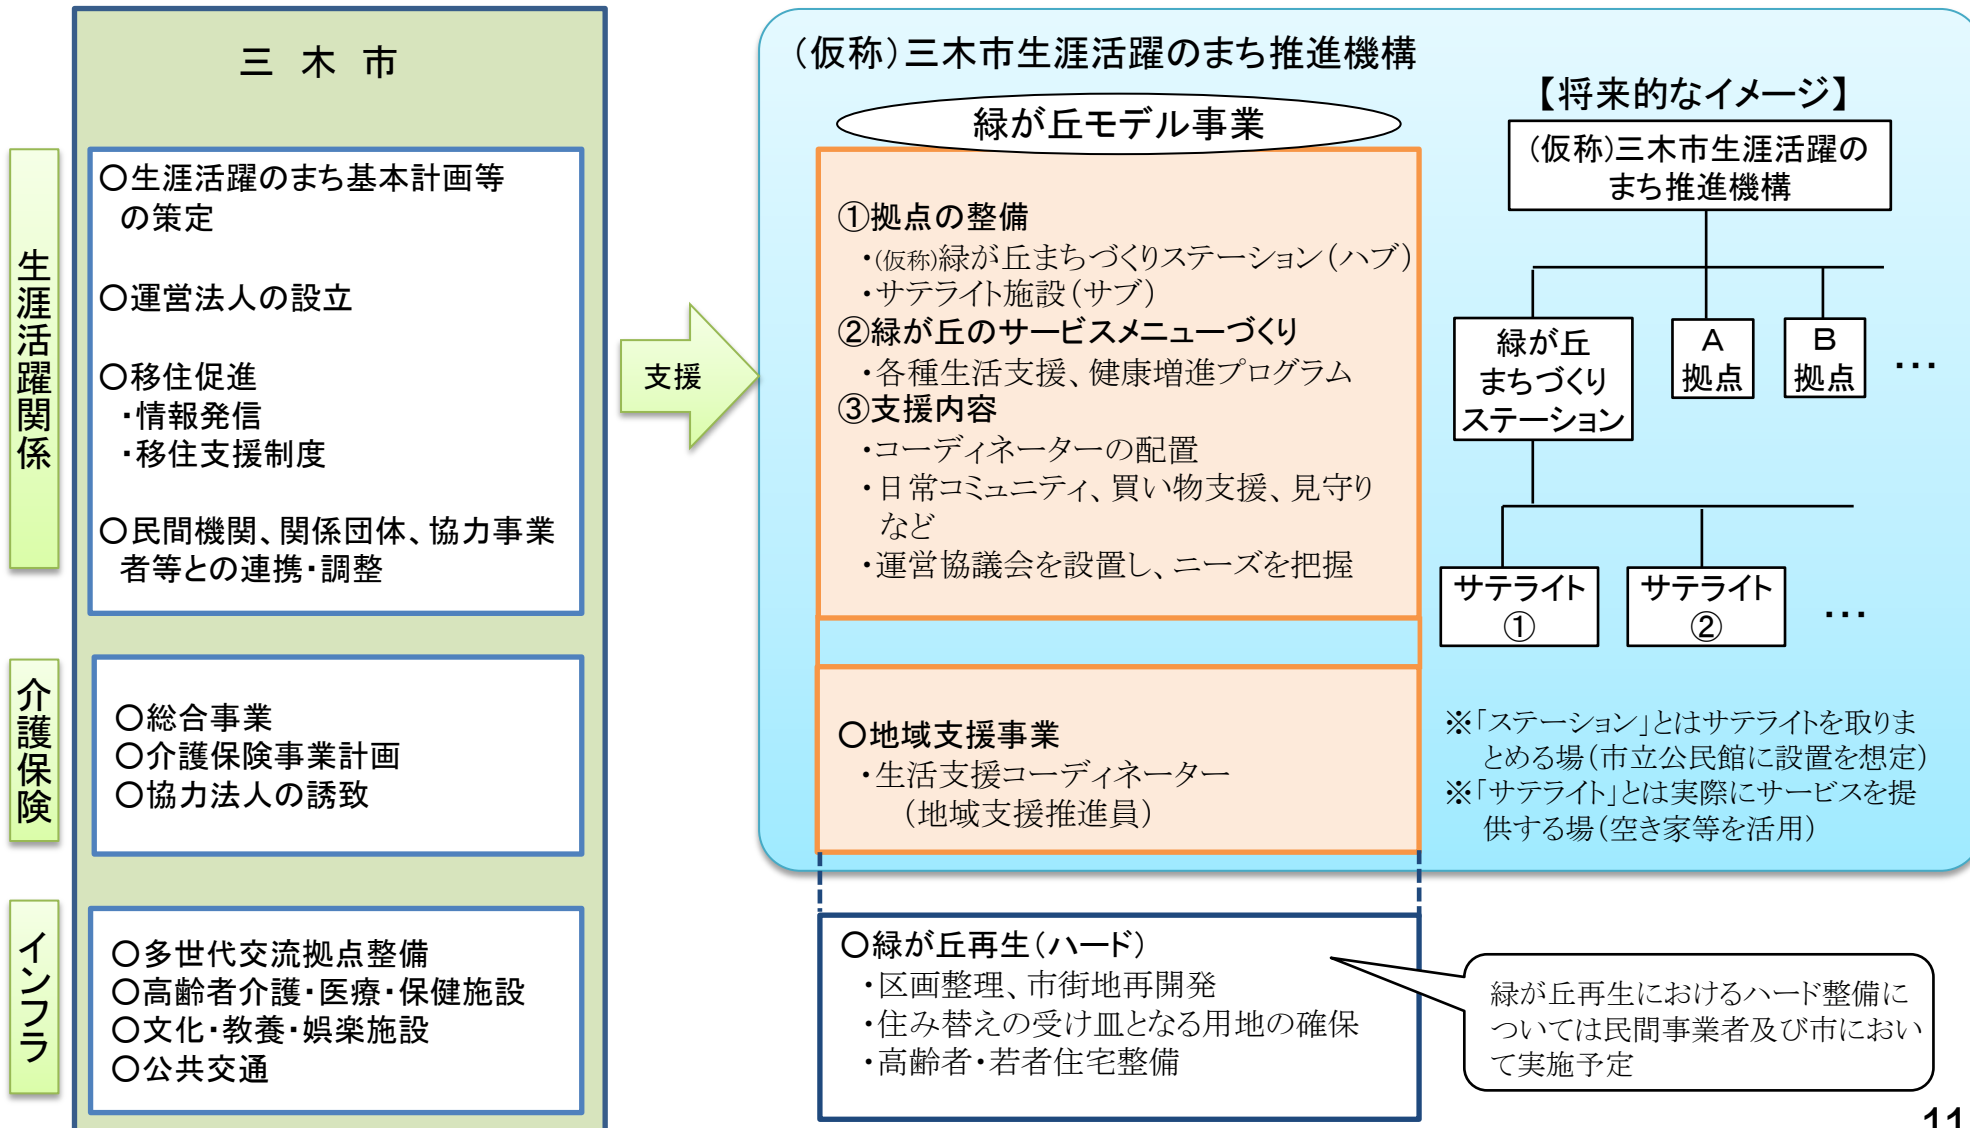 三 木 市
生涯活躍関係
〇生涯活躍のまち基本計画等
の策定
〇運営法人の設立
〇移住促進
・情報発信
・移住支援制度
〇民間機関、関係団体、協力事業
者等との連携・調整
介護保険
〇総合事業
〇介護保険事業計画
〇協力法人の誘致
インフラ
〇多世代交流拠点整備
〇高齢者介護・医療・保健施設
〇文化・教養・娯楽施設
〇公共交通
支援
(仮称)三木市生涯活躍のまち推進機構
緑が丘モデル事業
①拠点の整備
・(仮称)緑が丘まちづくりステーション(ハブ)
・サテライト施設(サブ)
②緑が丘のサービスメニューづくり
・各種生活支援、健康増進プログラム
③支援内容
・コーディネーターの配置
・日常コミュニティ、買い物支援、見守り
など
・運営協議会を設置し、ニーズを把握
〇地域支援事業
・生活支援コーディネーター
(地域支援推進員)
〇緑が丘再生(ハード)
・区画整理、市街地再開発
・住み替えの受け皿となる用地の確保
・高齢者・若者住宅整備
【将来的なイメージ】
(仮称)三木市生涯活躍の
まち推進機構
緑が丘
まちづくり
ステーション
A
拠点
B
拠点
…
サテライト
①
サテライト
②
…
※「ステーション」とはサテライトを取りま
とめる場(市立公民館に設置を想定)
※「サテライト」とは実際にサービスを提
供する場(空き家等を活用)
緑が丘再生におけるハード整備に
ついては民間事業者及び市におい
て実施予定
11